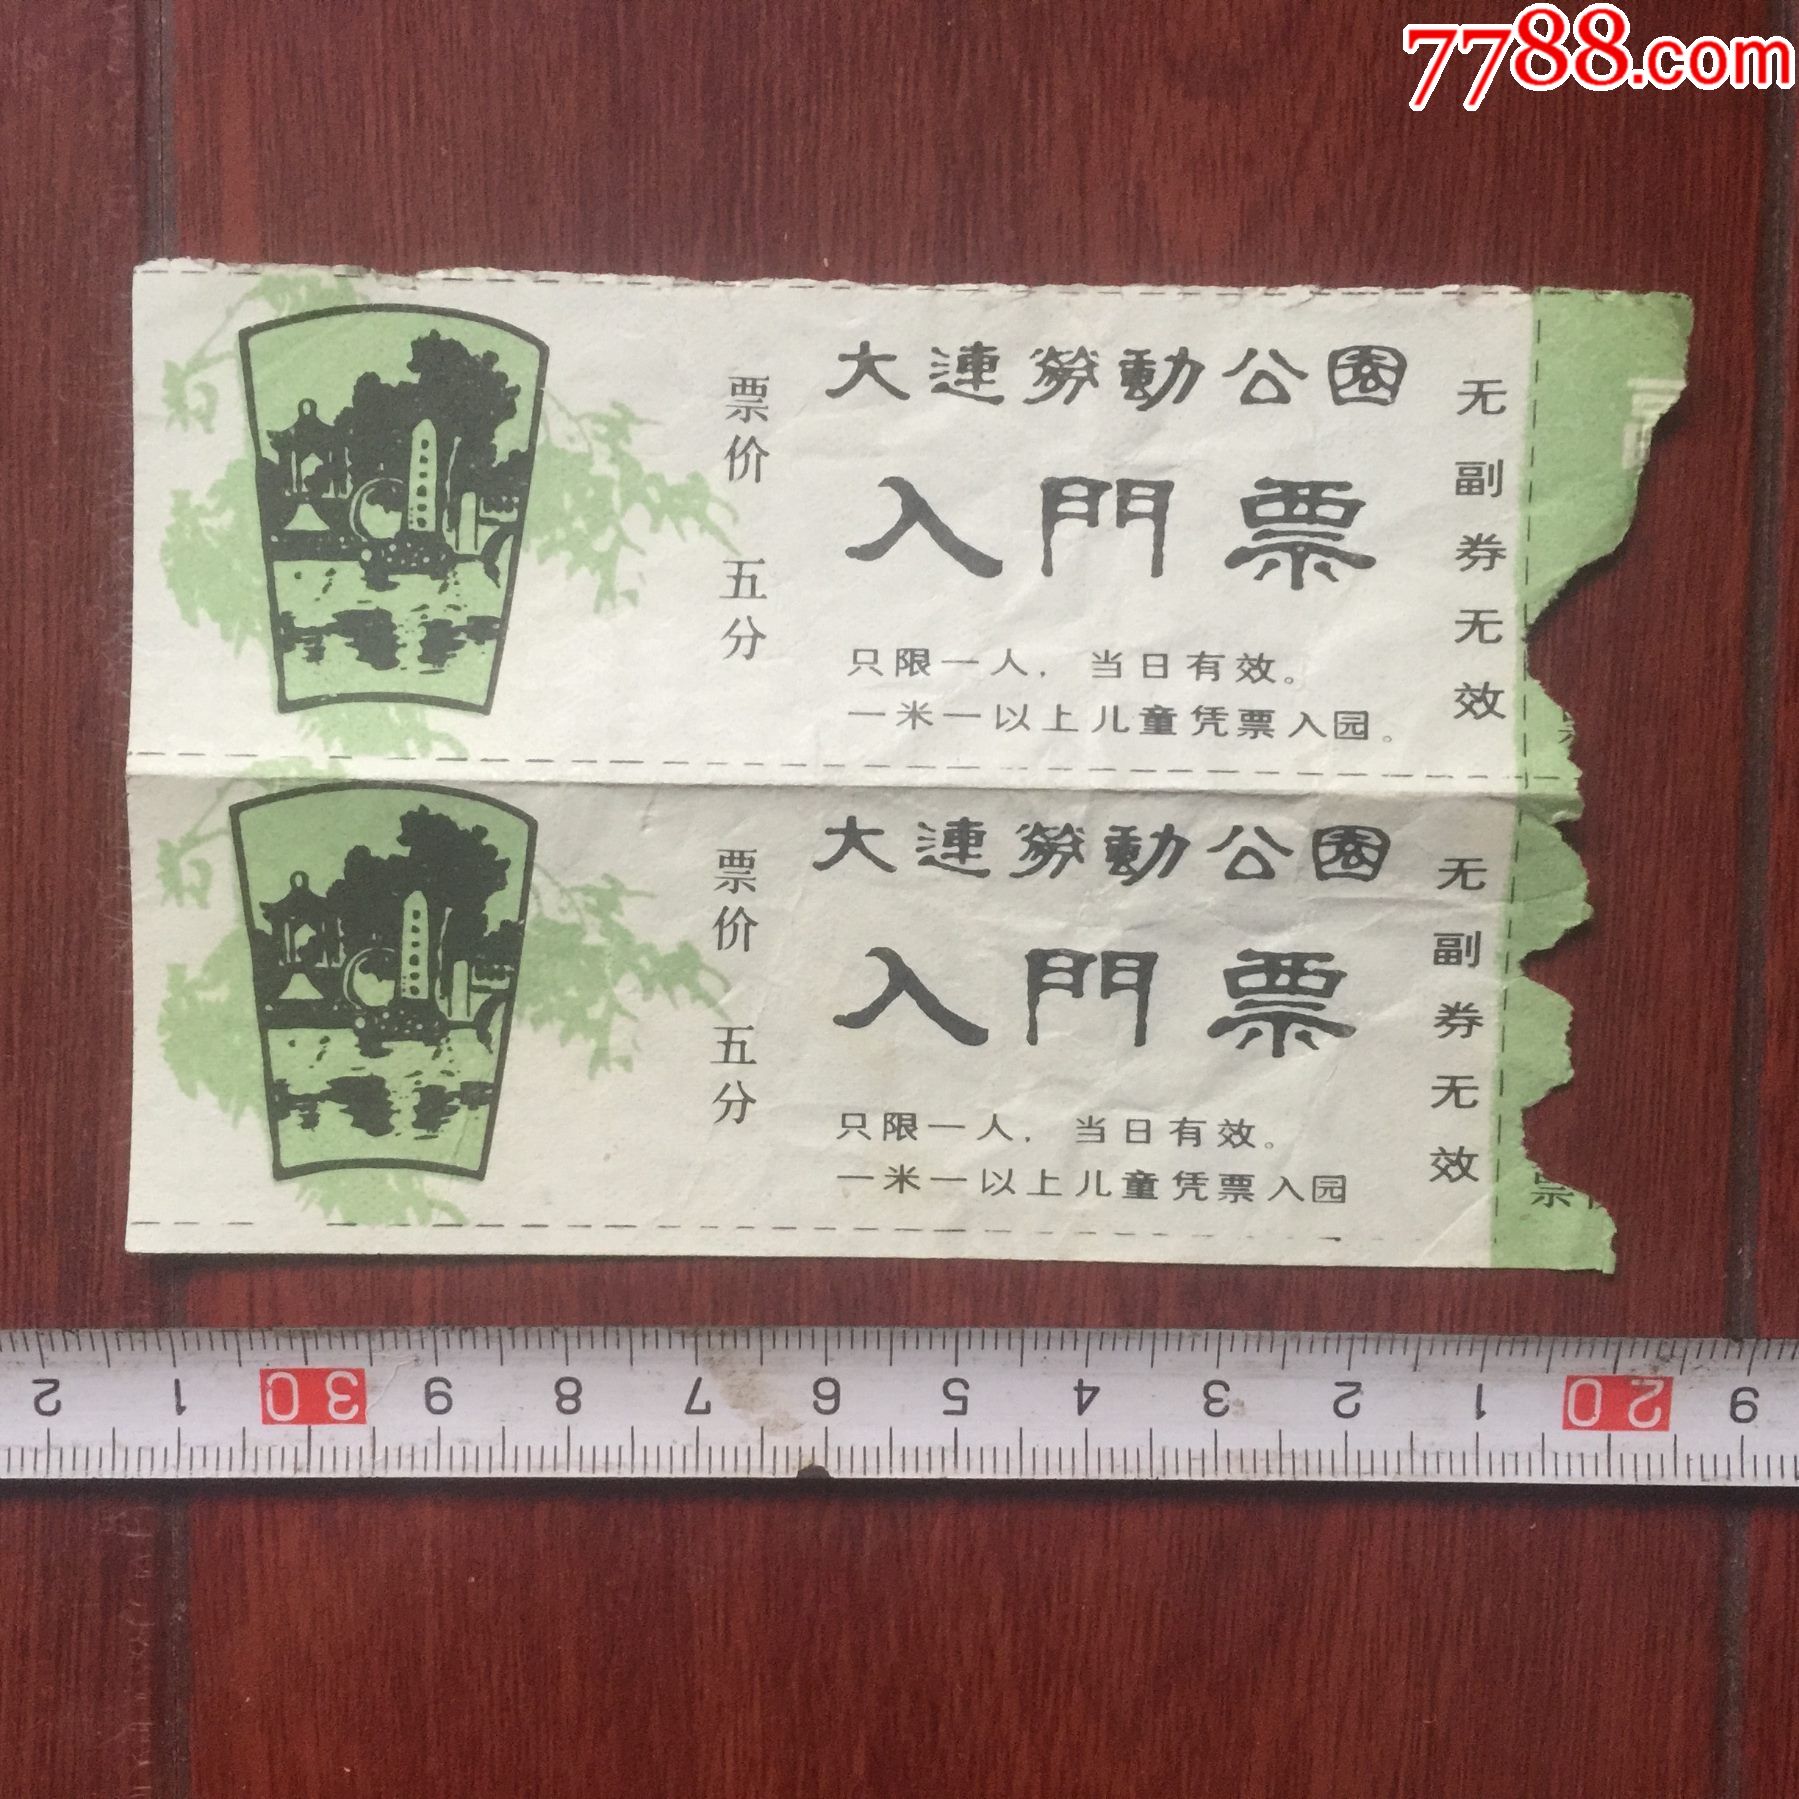 7788.com
大連勞動公園
入門票
票价 五分
只限一人，当日有效。
一米一以上儿童凭票入园。
无副券无效
大連勞動公園
入門票
票价 五分
只限一人，当日有效。
一米一以上儿童凭票入园
无副券无效
票
2 1 30 9 8 7 6 5 4 3 2 1 20 9